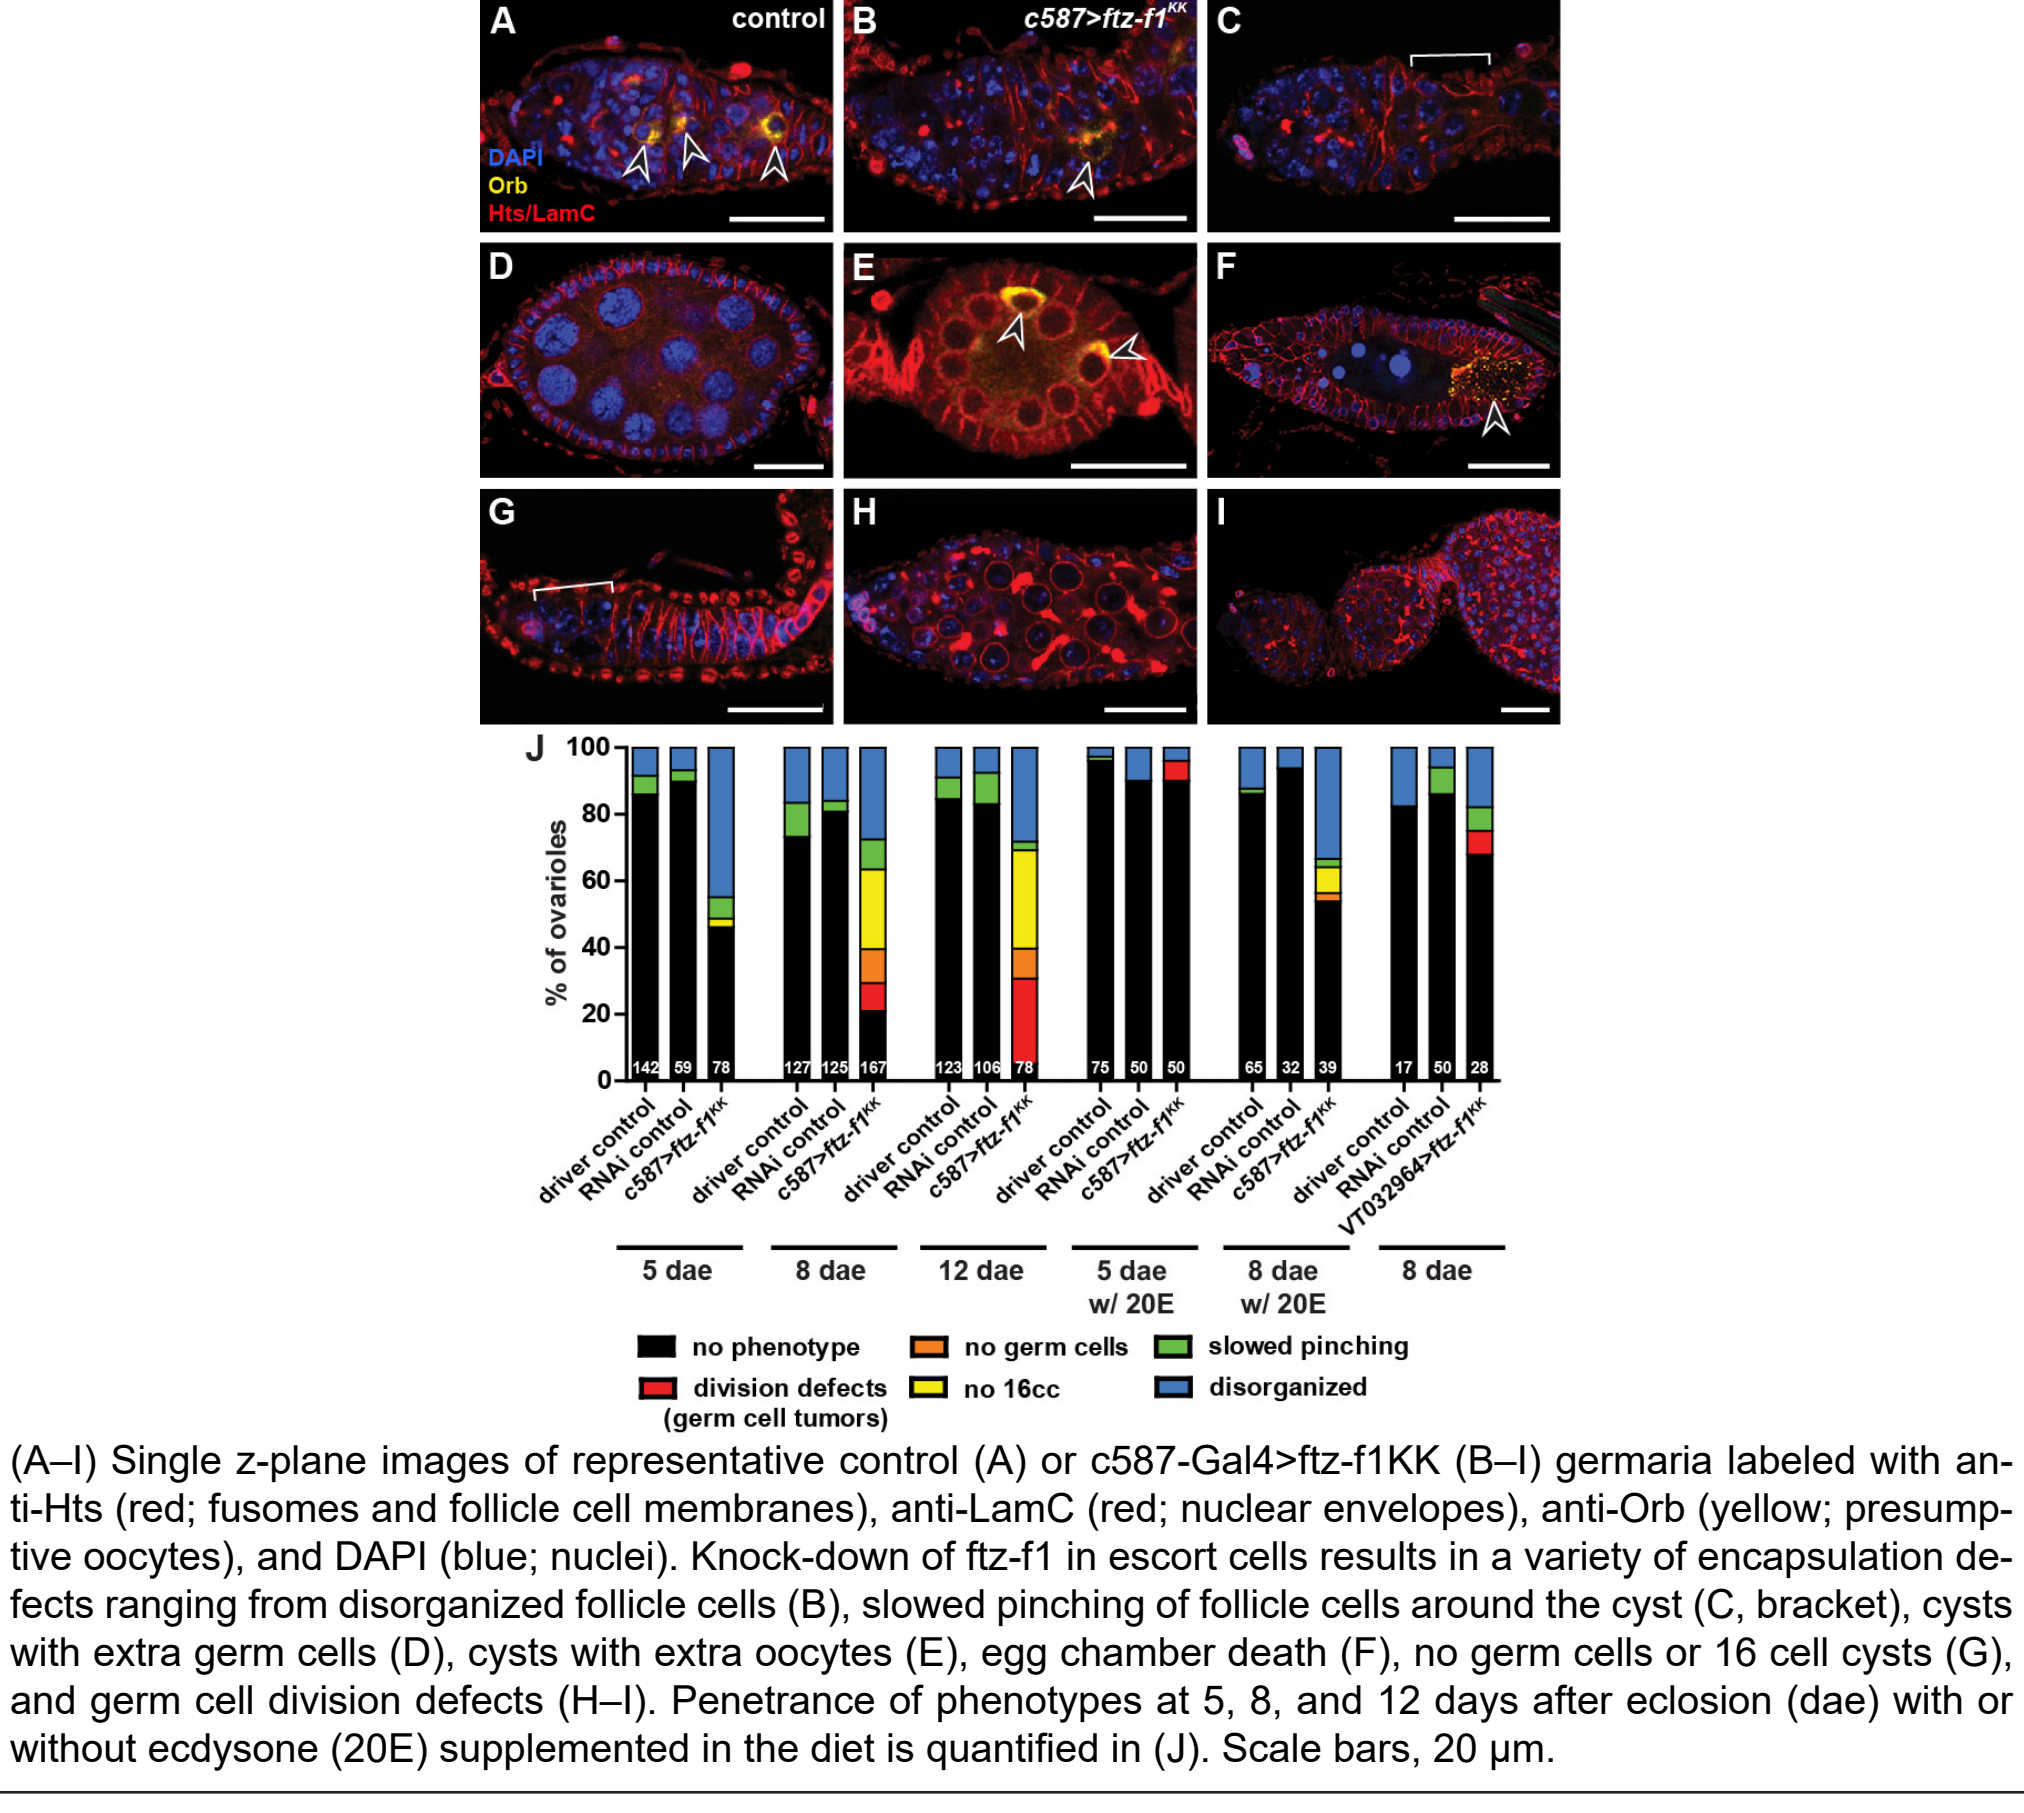 A control
B c587>ftz-f1KK
C
DAPI
Orb
Hts/LamC
D
E
F
G
H
I
J
% of ovarioles
100
80
60
40
20
0
142 59 78 127 125 167 123 106 78 75 50 50 65 32 39 17 50 28
driver control
RNAi control
c587>ftz-f1KK
driver control
RNAi control
c587>ftz-f1KK
driver control
RNAi control
c587>ftz-f1KK
driver control
RNAi control
c587>ftz-f1KK
driver control
RNAi control
c587>ftz-f1KK
driver control
RNAi control
VT032964>ftz-f1KK
5 dae 8 dae 12 dae 5 dae 8 dae 8 dae
w/ 20E w/ 20E
no phenotype no germ cells slowed pinching
division defects no 16cc disorganized
(germ cell tumors)
(A–I) Single z-plane images of representative control (A) or c587-Gal4>ftz-f1KK (B–I) germaria labeled with an-
ti-Hts (red; fusomes and follicle cell membranes), anti-LamC (red; nuclear envelopes), anti-Orb (yellow; presump-
tive oocytes), and DAPI (blue; nuclei). Knock-down of ftz-f1 in escort cells results in a variety of encapsulation de-
fects ranging from disorganized follicle cells (B), slowed pinching of follicle cells around the cyst (C, bracket), cysts
with extra germ cells (D), cysts with extra oocytes (E), egg chamber death (F), no germ cells or 16 cell cysts (G),
and germ cell division defects (H–I). Penetrance of phenotypes at 5, 8, and 12 days after eclosion (dae) with or
without ecdysone (20E) supplemented in the diet is quantified in (J). Scale bars, 20 μm.